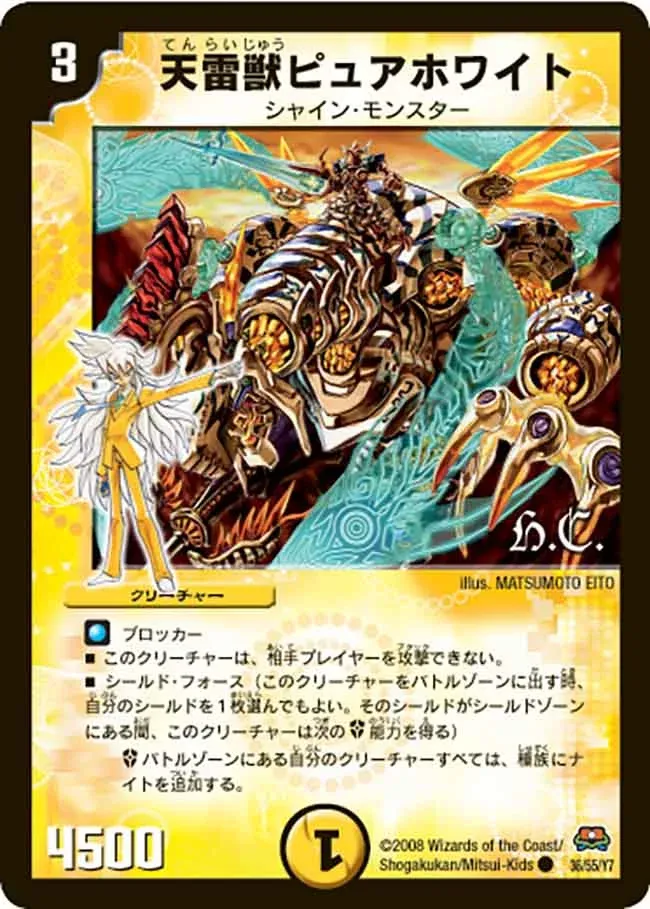 3
てんらいじゅう
天雷獣ピュアホワイト
シャイン・モンスター
H.C.
illus. MATSUMOTO EITO
クリーチャー
ブロッカー
■ このクリーチャーは、相手プレイヤーを攻撃できない。
■ シールド・フォース（このクリーチャーをバトルゾーンに出す時、
自分のシールドを1枚選んでもよい。そのシールドがシールドゾーン
にある間、このクリーチャーは次の 能力を得る）
バトルゾーンにある自分のクリーチャーすべては、種族にナ
イトを追加する。
4500
1
©2008 Wizards of the Coast/
Shogakukan/Mitsui-Kids ● 36/55/Y7